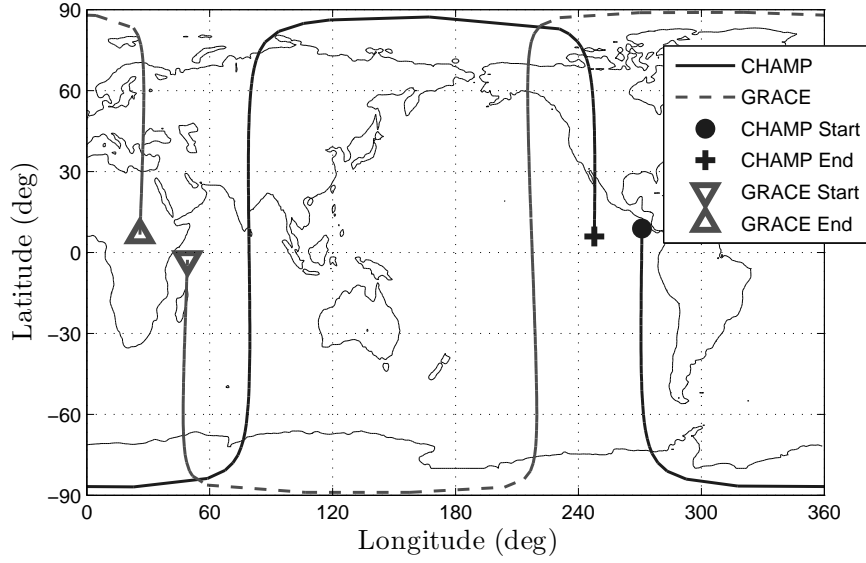 90
60
30
0
−30
−60
−90
Latitude (deg)
0
60
120
180
240
300
360
Longitude (deg)
CHAMP
GRACE
CHAMP Start
CHAMP End
GRACE Start
GRACE End